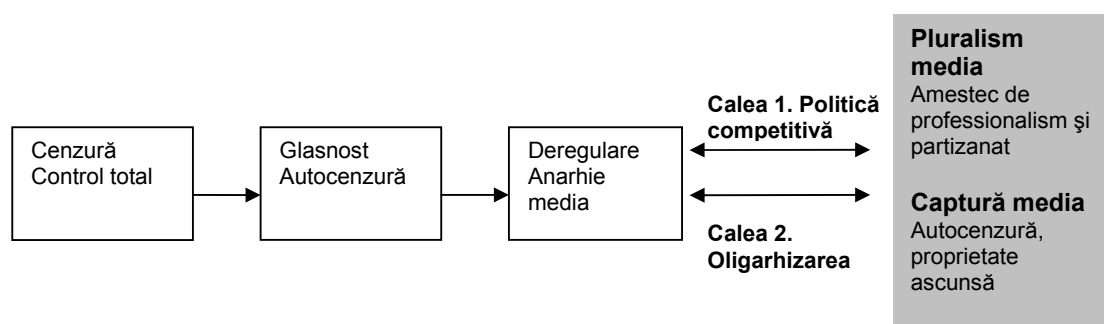 Cenzură
Control total
Glasnost
Autocenzură
Deregulare
Anarhie
media
Calea 1. Politică
competitivă
Calea 2.
Oligarhizarea
Pluralism
media
Amestec de
professionalism şi
partizanat
Captură media
Autocenzură,
proprietate
ascunsă